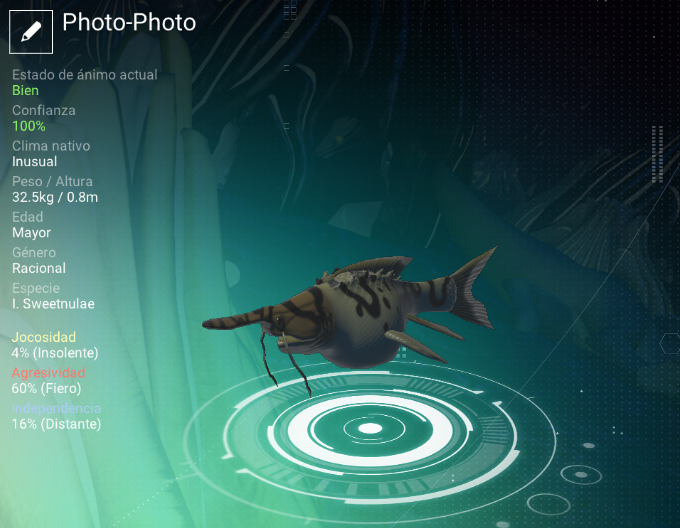 Photo-Photo
Estado de ánimo actual
Bien
Confianza
100%
Clima nativo
Inusual
Peso / Altura
32.5kg / 0.8m
Edad
Mayor
Género
Racional
Especie
I. Sweetnulae
Jocosidad
4% (Insolente)
Agresividad
60% (Fiero)
Independencia
16% (Distante)